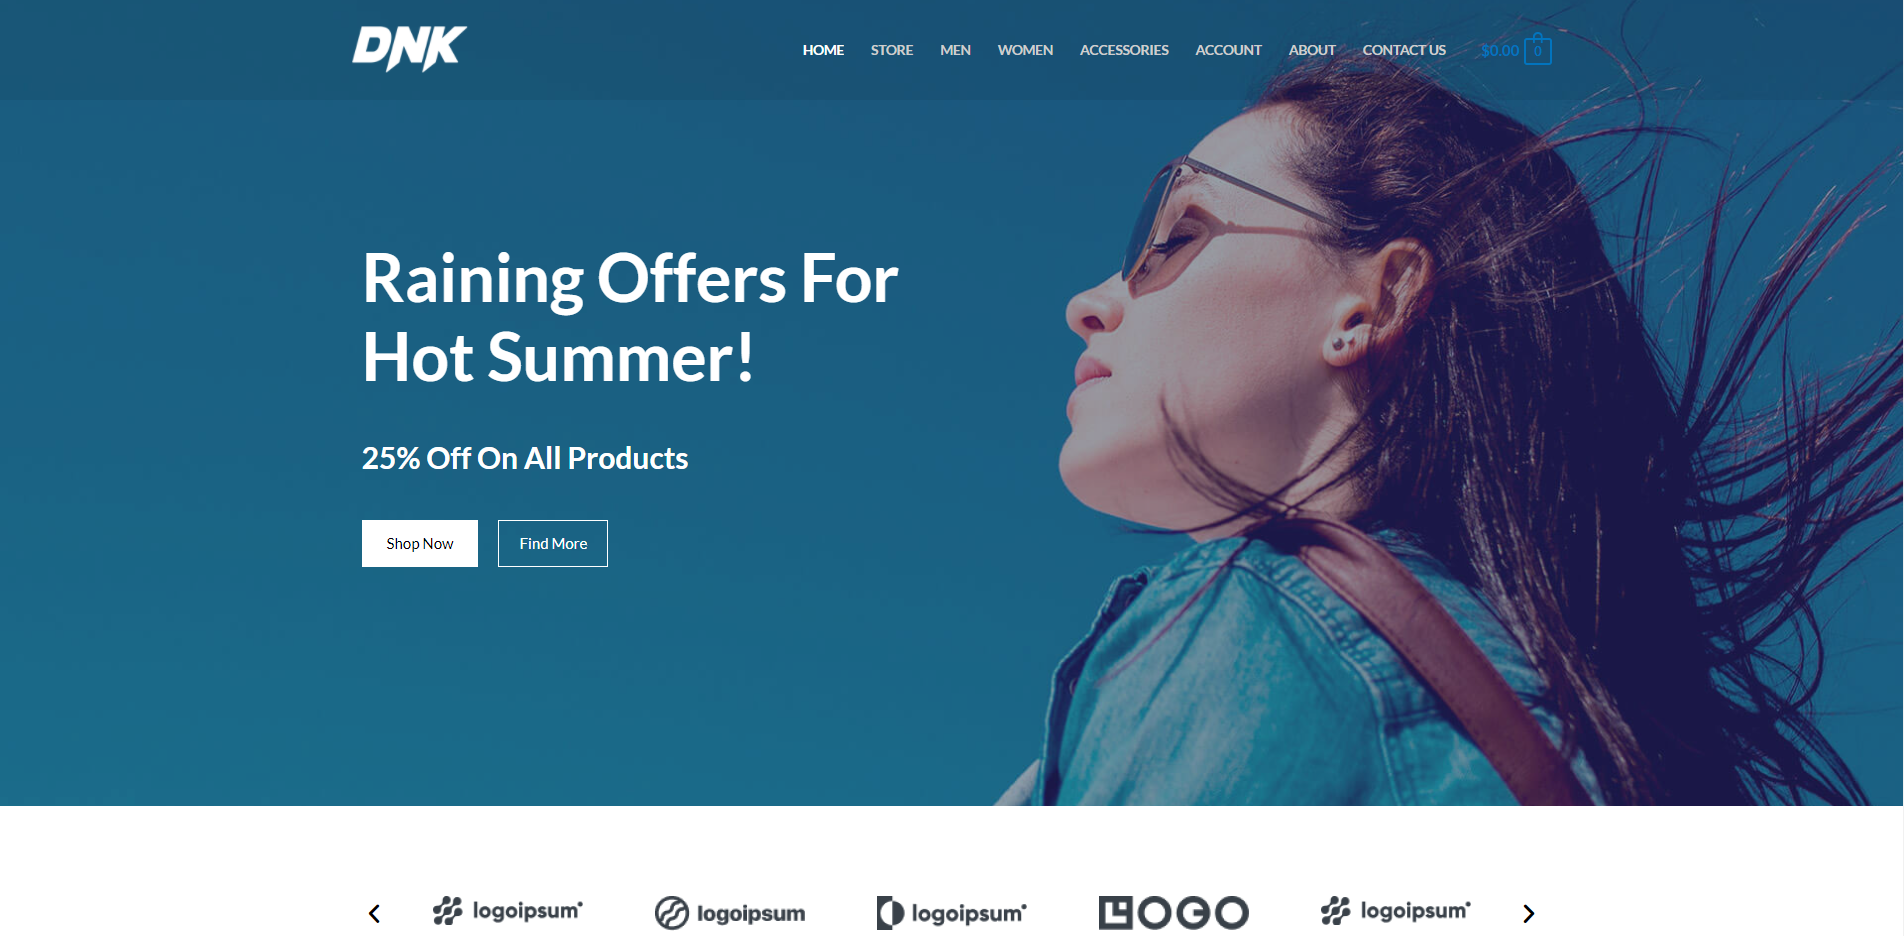 DNK
HOME STORE MEN WOMEN ACCESSORIES ACCOUNT ABOUT CONTACT US $0.00 0
Raining Offers For
Hot Summer!
25% Off On All Products
Shop Now Find More
logoipsum logoipsum logoipsum LOGO logoipsum